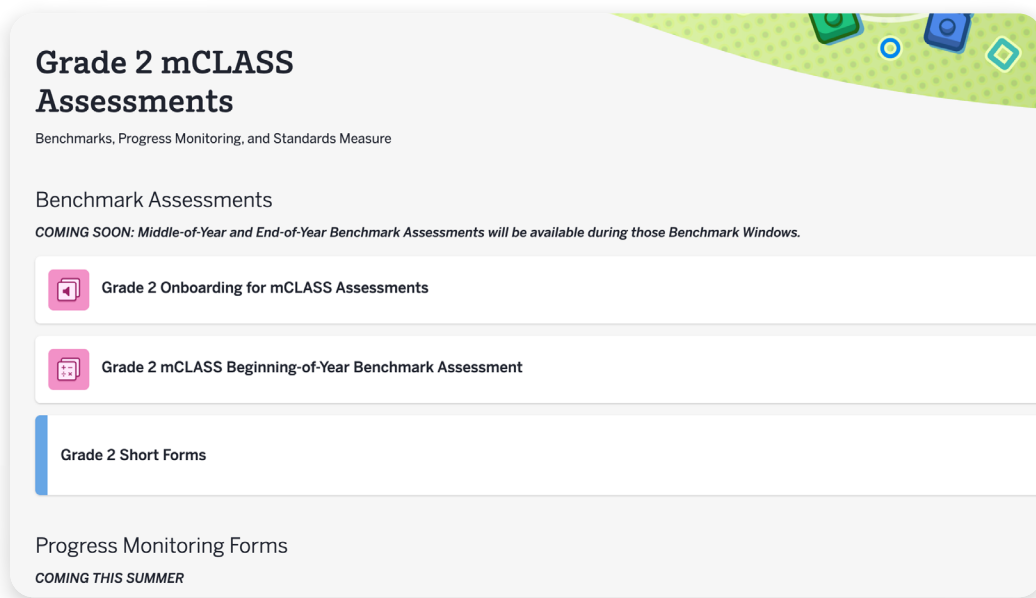 Grade 2 mCLASS
Assessments
Benchmarks, Progress Monitoring, and Standards Measure
Benchmark Assessments
COMING SOON: Middle-of-Year and End-of-Year Benchmark Assessments will be available during those Benchmark Windows.
Grade 2 Onboarding for mCLASS Assessments
Grade 2 mCLASS Beginning-of-Year Benchmark Assessment
Grade 2 Short Forms
Progress Monitoring Forms
COMING THIS SUMMER